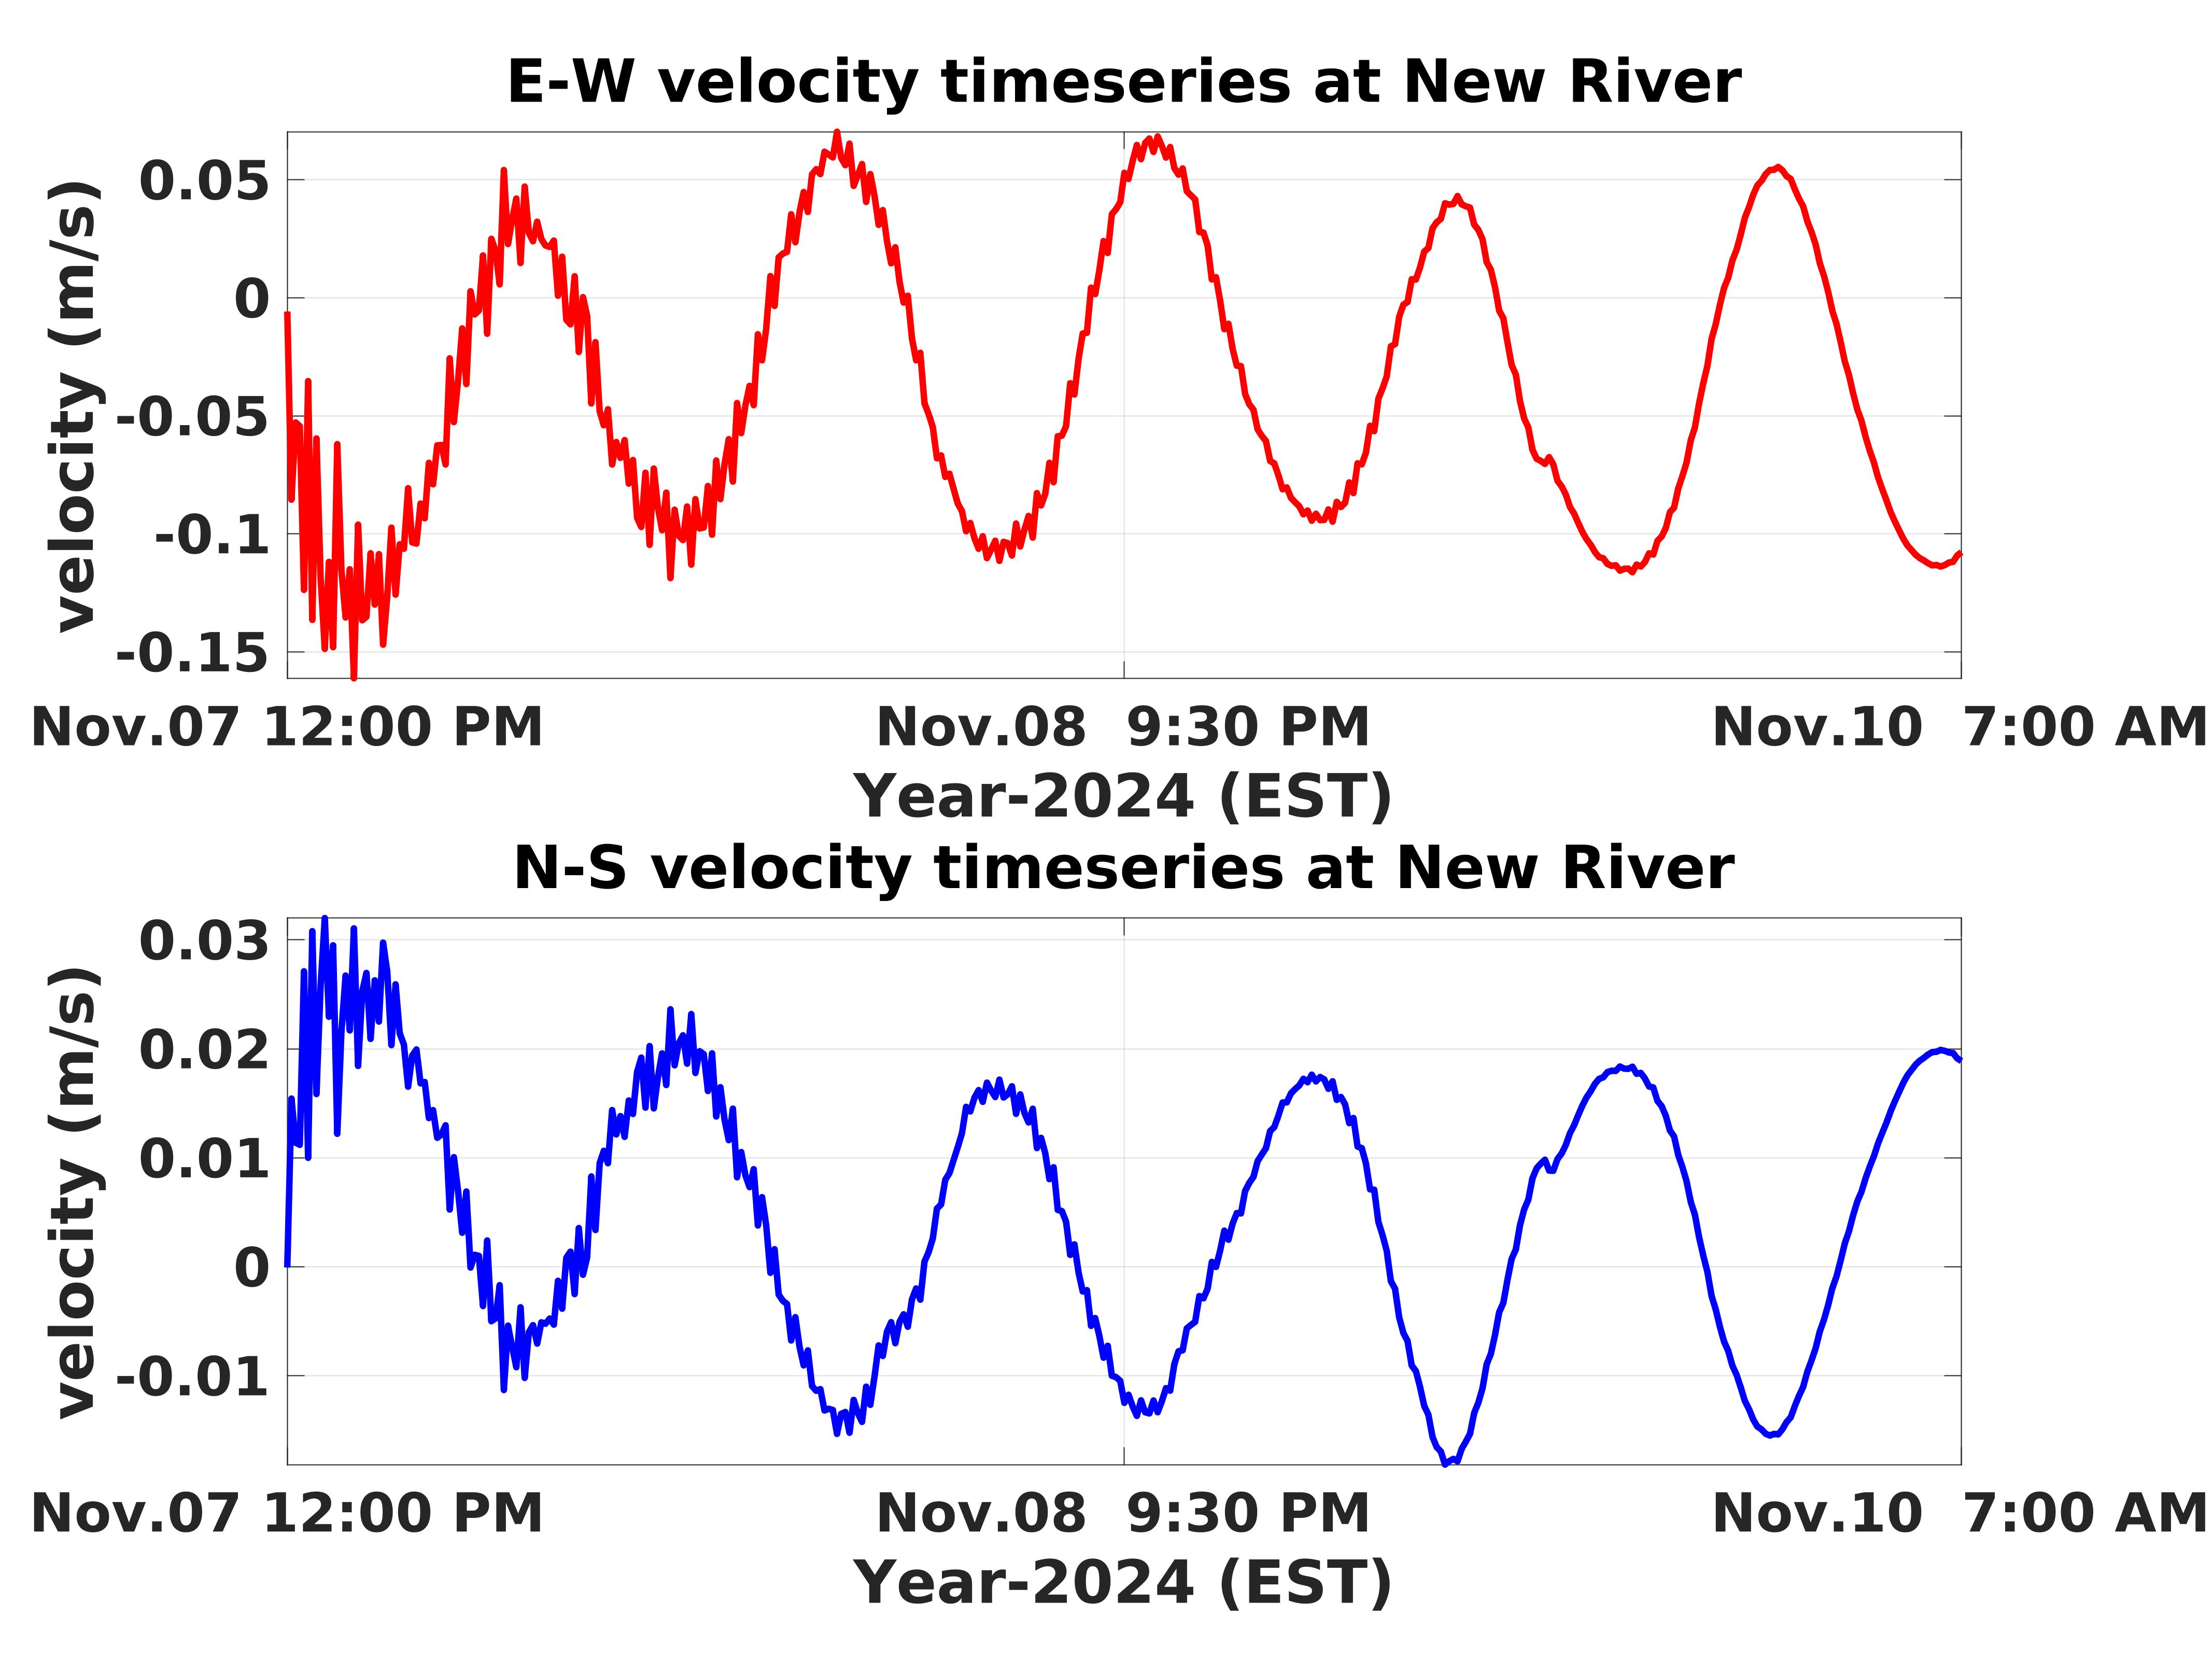 E-W velocity timeseries at New River
velocity (m/s)
0.05
0
-0.05
-0.1
-0.15
Nov.07 12:00 PM Nov.08 9:30 PM Nov.10 7:00 AM
Year-2024 (EST)
N-S velocity timeseries at New River
velocity (m/s)
0.03
0.02
0.01
0
-0.01
Nov.07 12:00 PM Nov.08 9:30 PM Nov.10 7:00 AM
Year-2024 (EST)